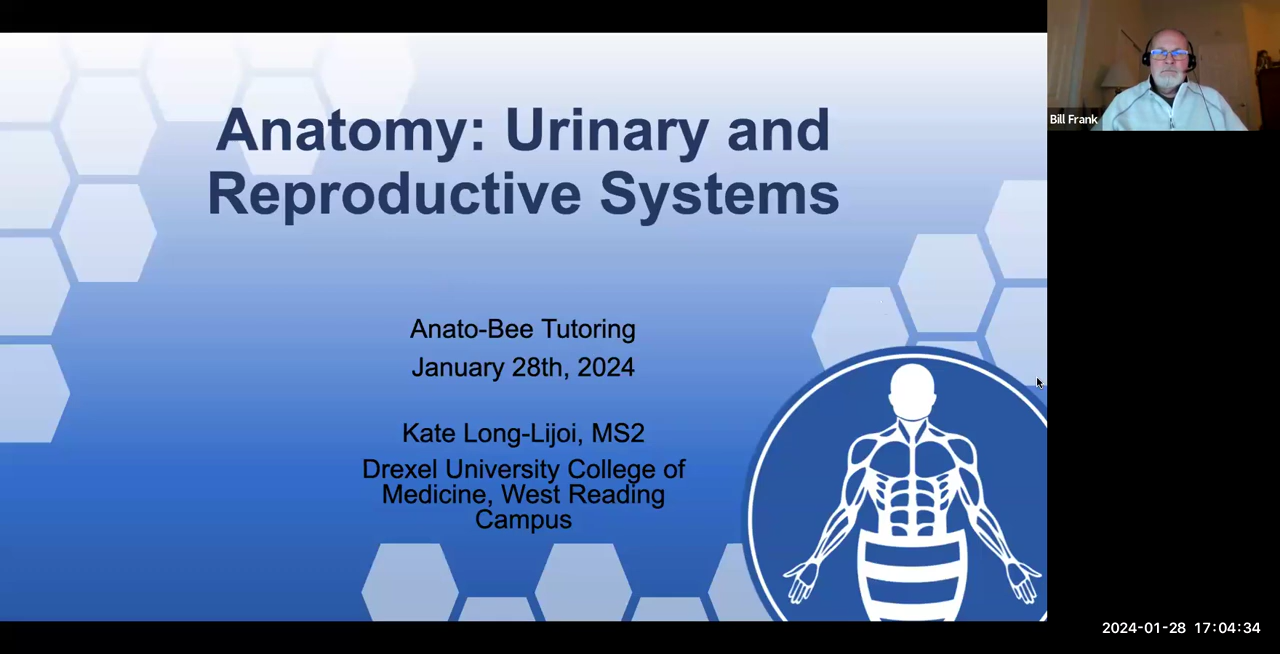 Anatomy: Urinary and
Reproductive Systems
Anato-Bee Tutoring
January 28th, 2024
Kate Long-Lijoi, MS2
Drexel University College of
Medicine, West Reading
Campus
Bill Frank
2024-01-28 17:04:34